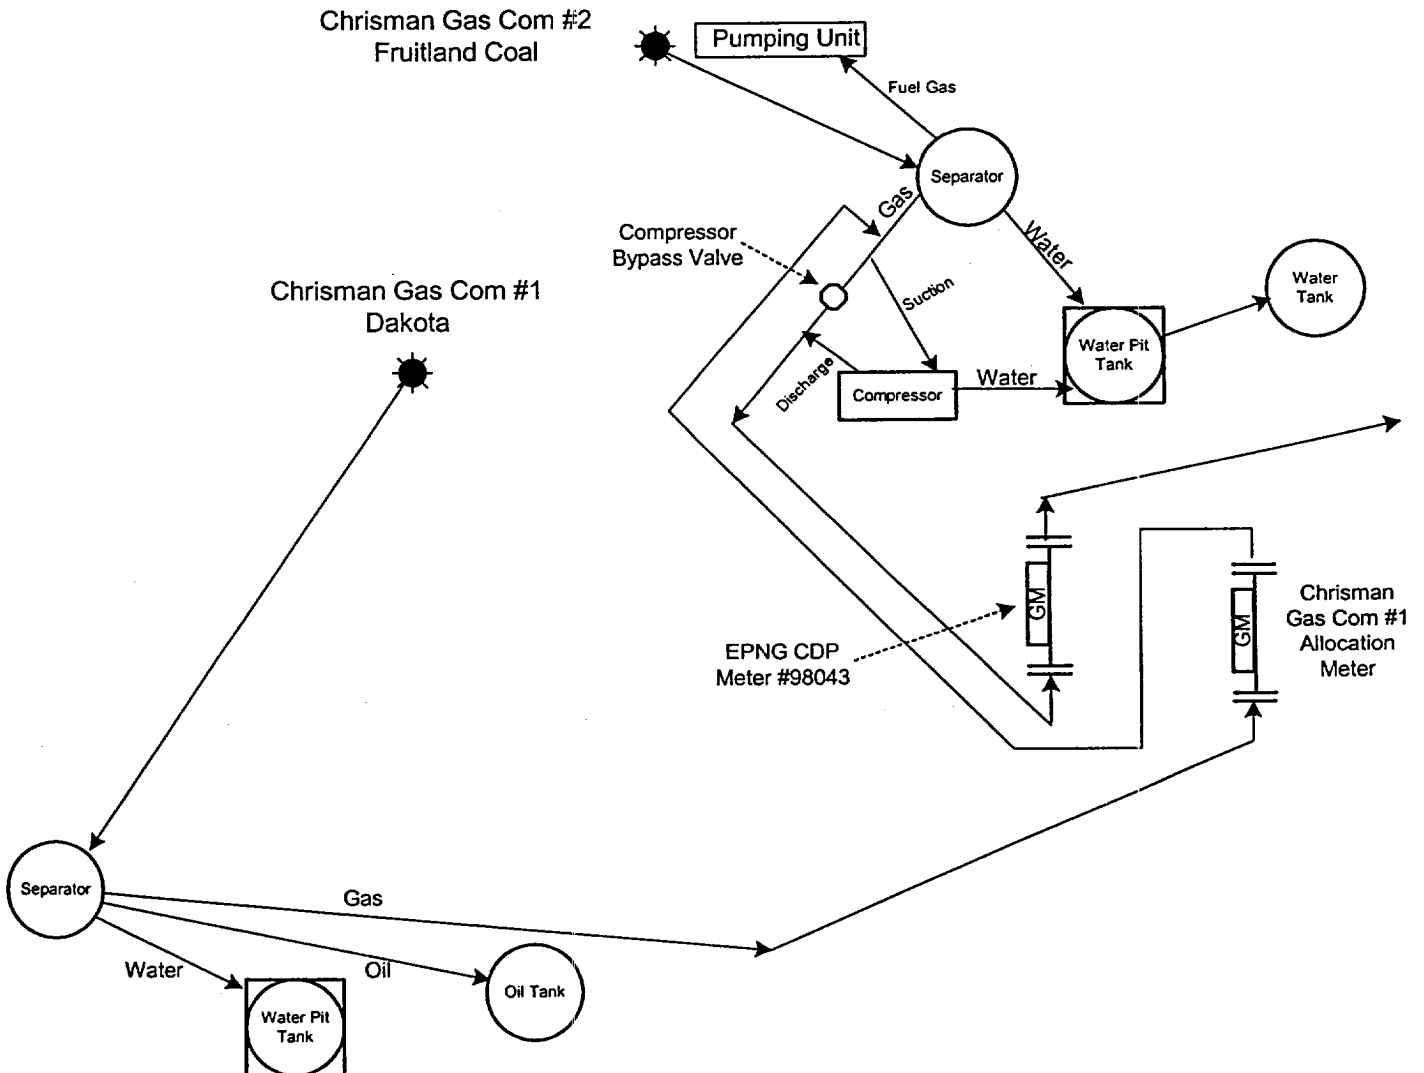 Chrisman Gas Com #2
Fruitland Coal
Pumping Unit
Fuel Gas
Separator
Gas
Water
Compressor
Bypass Valve
Suction
Water
Tank
Chrisman Gas Com #1
Dakota
Water Pit
Tank
Discharge
Compressor
Water
GM
EPNG CDP
Meter #98043
GM
Chrisman
Gas Com #1
Allocation
Meter
Separator
Gas
Water
Oil
Oil Tank
Water Pit
Tank